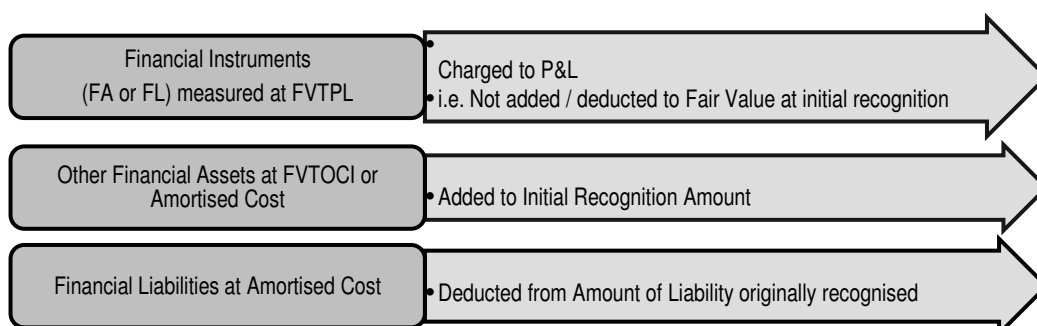 Financial Instruments
(FA or FL) measured at FVTPL
•
Charged to P&L
• i.e. Not added / deducted to Fair Value at initial recognition
Other Financial Assets at FVTOCI or
Amortised Cost
• Added to Initial Recognition Amount
Financial Liabilities at Amortised Cost
• Deducted from Amount of Liability originally recognised